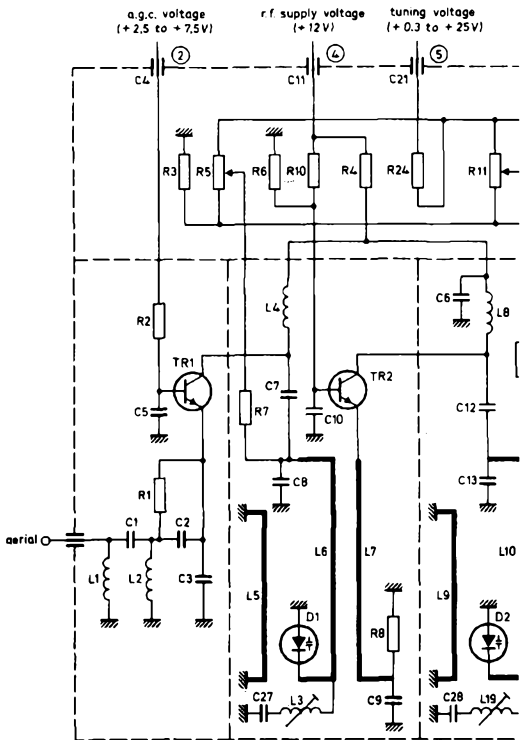 a.g.c. voltage r.f. supply voltage tuning voltage
(+2,5 to +7,5V) (+12V) (+0.3 to +25V)
2 4 5
C4 C11 C21
R3 R5 R6 R10 R4 R24 R11
C6
L4 L8
R2
TR1
TR2
C7
C5 R7 C10 C12
C8 C13
R1
C1 C2
aerial
L6 L7 L10
L1 L2 C3
L5 L9
D1 D2
R8
C27 L3 C9 C28 L19